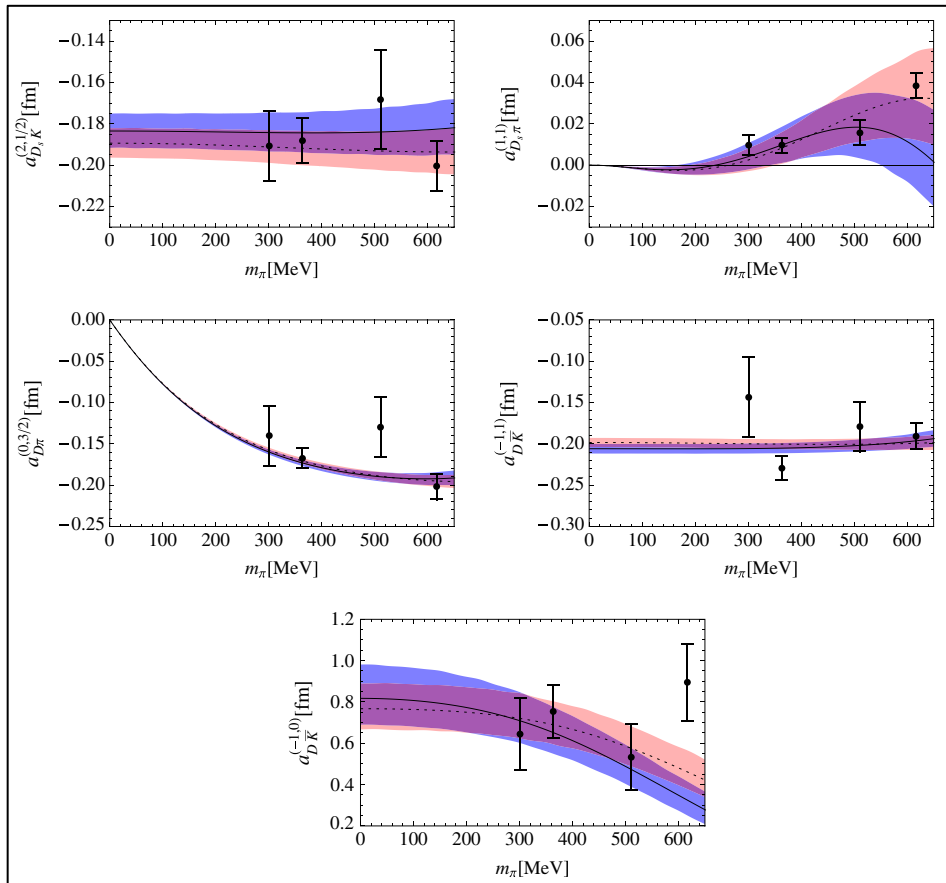 a_{D_s K}^{(2,1/2)}[fm]
−0.14
−0.16
−0.18
−0.20
−0.22
0 100 200 300 400 500 600
m_π[MeV]
a_{D_s π}^{(1,1)}[fm]
0.06
0.04
0.02
0.00
−0.02
0 100 200 300 400 500 600
m_π[MeV]
a_{Dπ}^{(0,3/2)}[fm]
0.00
−0.05
−0.10
−0.15
−0.20
−0.25
0 100 200 300 400 500 600
m_π[MeV]
a_{D K̅}^{(−1,1)}[fm]
−0.05
−0.10
−0.15
−0.20
−0.25
−0.30
0 100 200 300 400 500 600
m_π[MeV]
a_{D K̅}^{(−1,0)}[fm]
1.2
1.0
0.8
0.6
0.4
0.2
0 100 200 300 400 500 600
m_π[MeV]